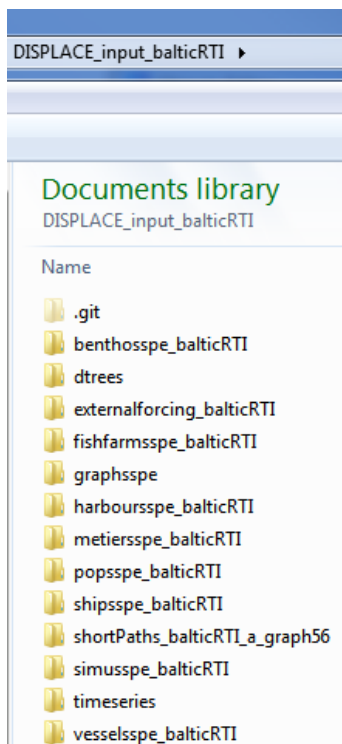 DISPLACE_input_balticRTI
Documents library
DISPLACE_input_balticRTI
Name
.git
benthosspe_balticRTI
dtrees
externalforcing_balticRTI
fishfarmsspe_balticRTI
graphsspe
harboursspe_balticRTI
metiersspe_balticRTI
popsspe_balticRTI
shipsspe_balticRTI
shortPaths_balticRTI_a_graph56
simusspe_balticRTI
timeseries
vesselsspe_balticRTI